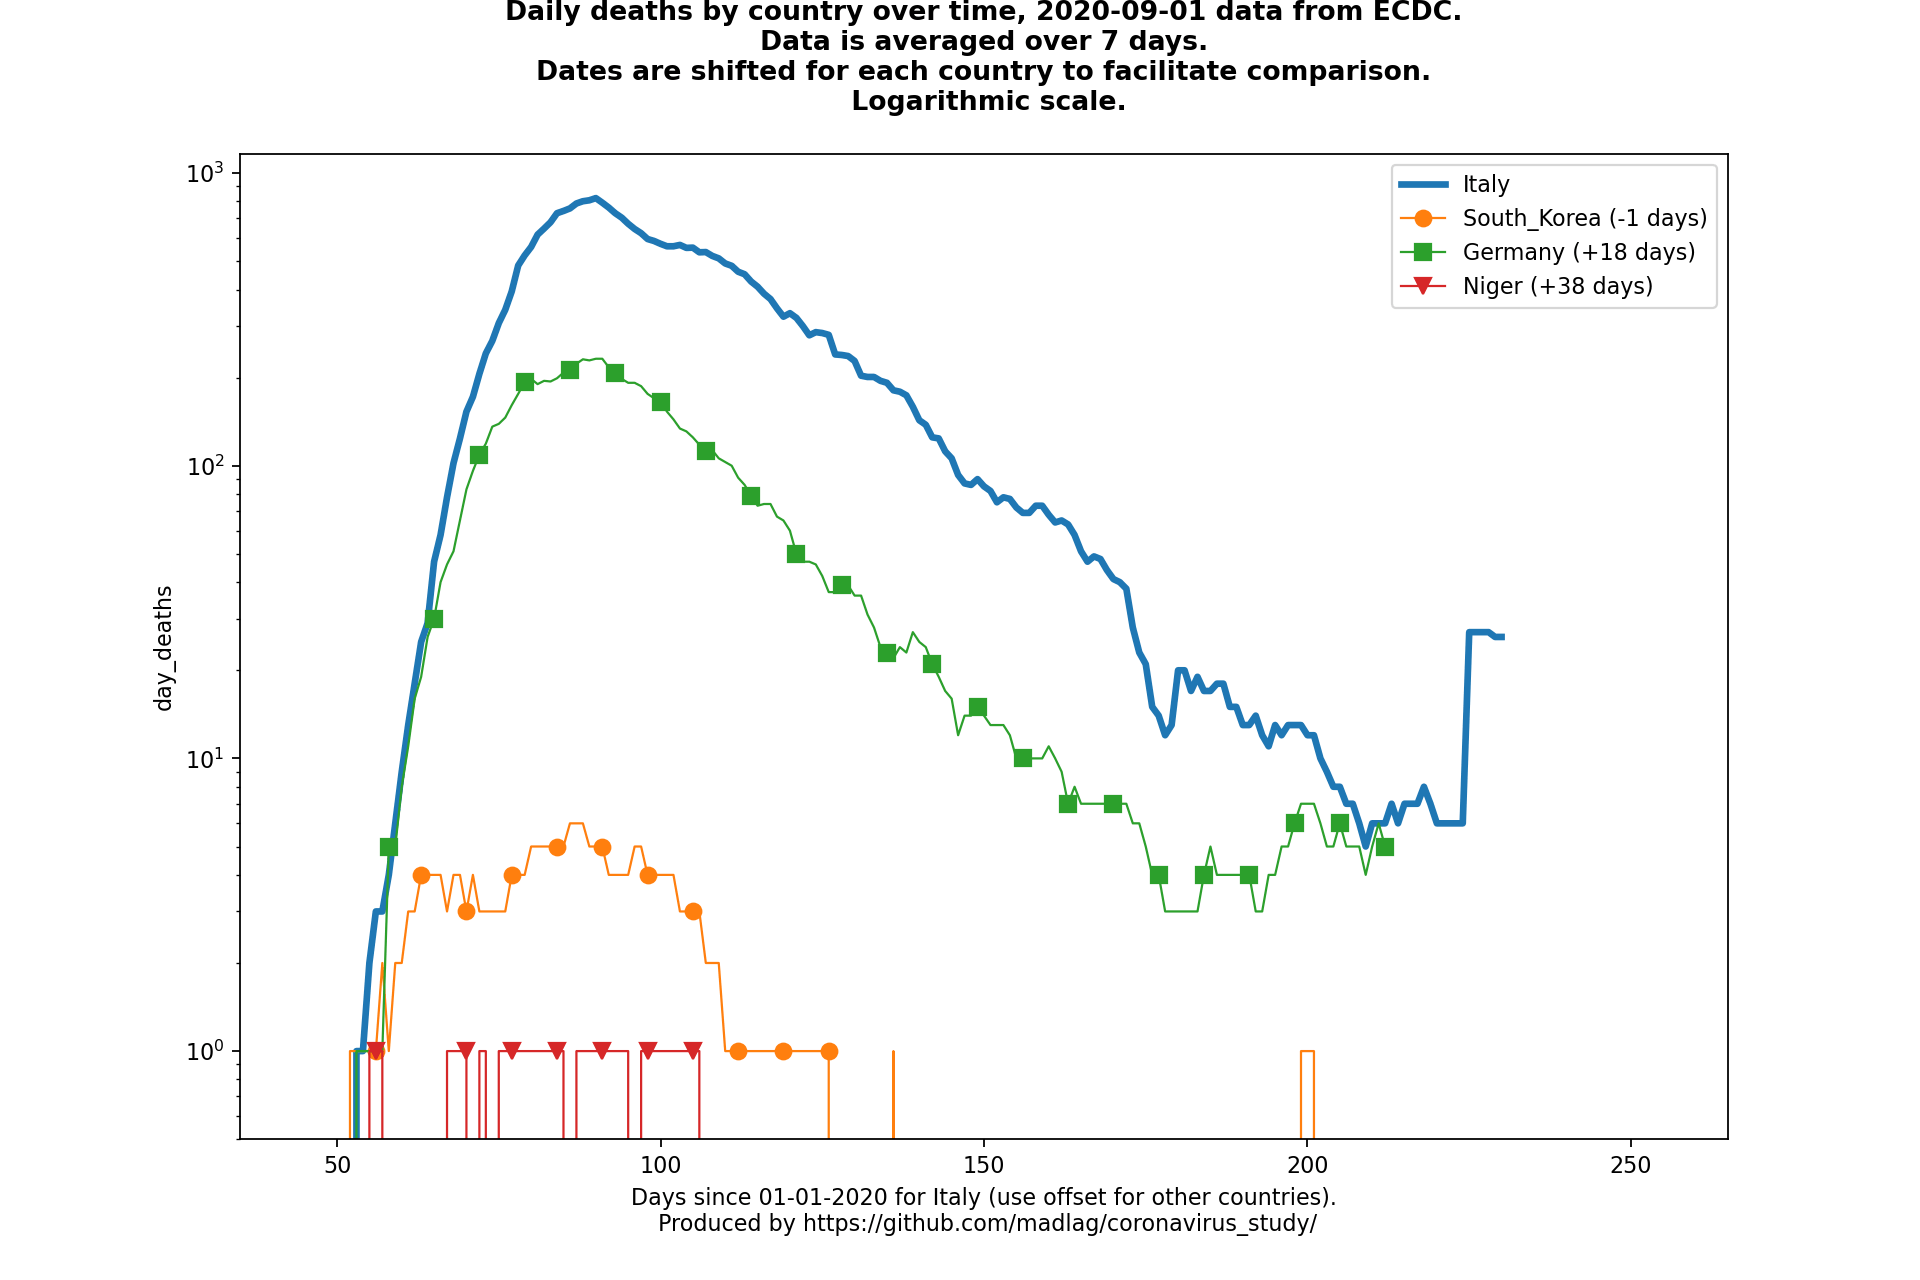 Daily deaths by country over time, 2020-09-01 data from ECDC.
Data is averaged over 7 days.
Dates are shifted for each country to facilitate comparison.
Logarithmic scale.
Italy
South_Korea (-1 days)
Germany (+18 days)
Niger (+38 days)
day_deaths
10³
10²
10¹
10⁰
50 100 150 200 250
Days since 01-01-2020 for Italy (use offset for other countries).
Produced by https://github.com/madlag/coronavirus_study/